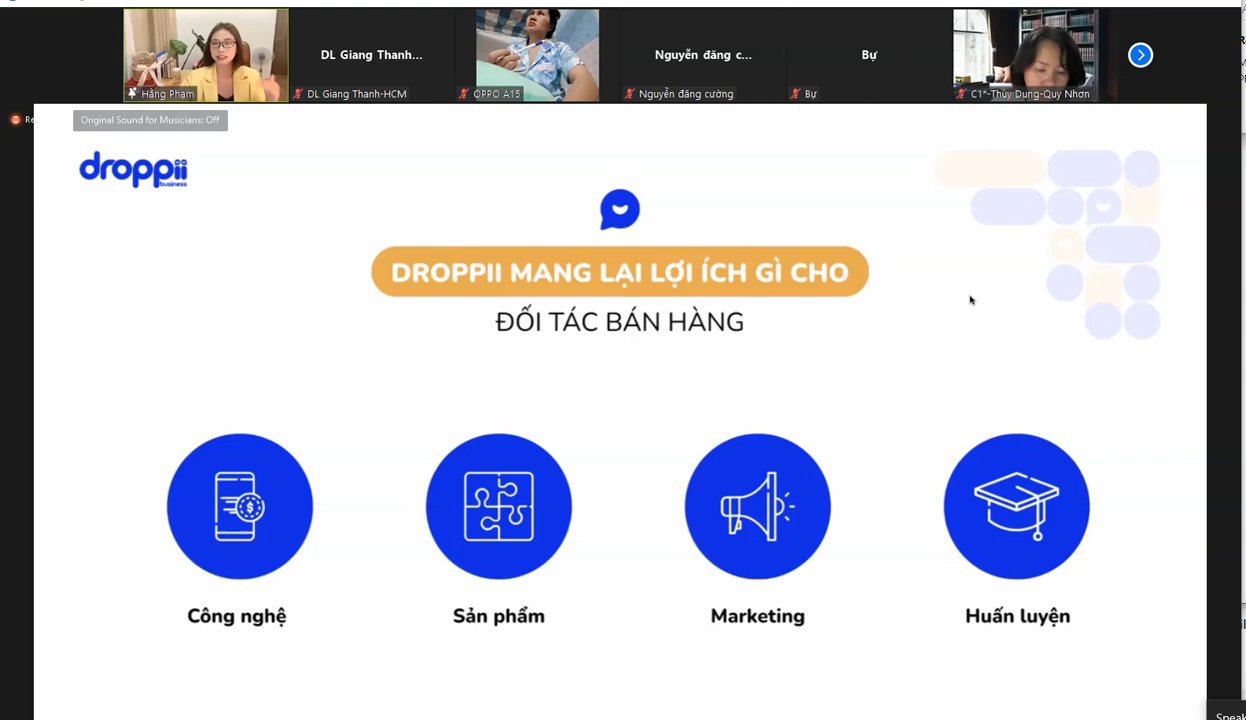 DL Giang Thanh...
Nguyễn đăng c...
Bự
Hằng Phạm
DL Giang Thanh-HCM
OPPO A15
Nguyễn đăng cường
Bự
C1*-Thùy Dung-Quy Nhơn
Re
Original Sound for Musicians: Off
droppii
business
DROPPII MANG LẠI LỢI ÍCH GÌ CHO
ĐỐI TÁC BÁN HÀNG
Công nghệ
Sản phẩm
Marketing
Huấn luyện
Speak